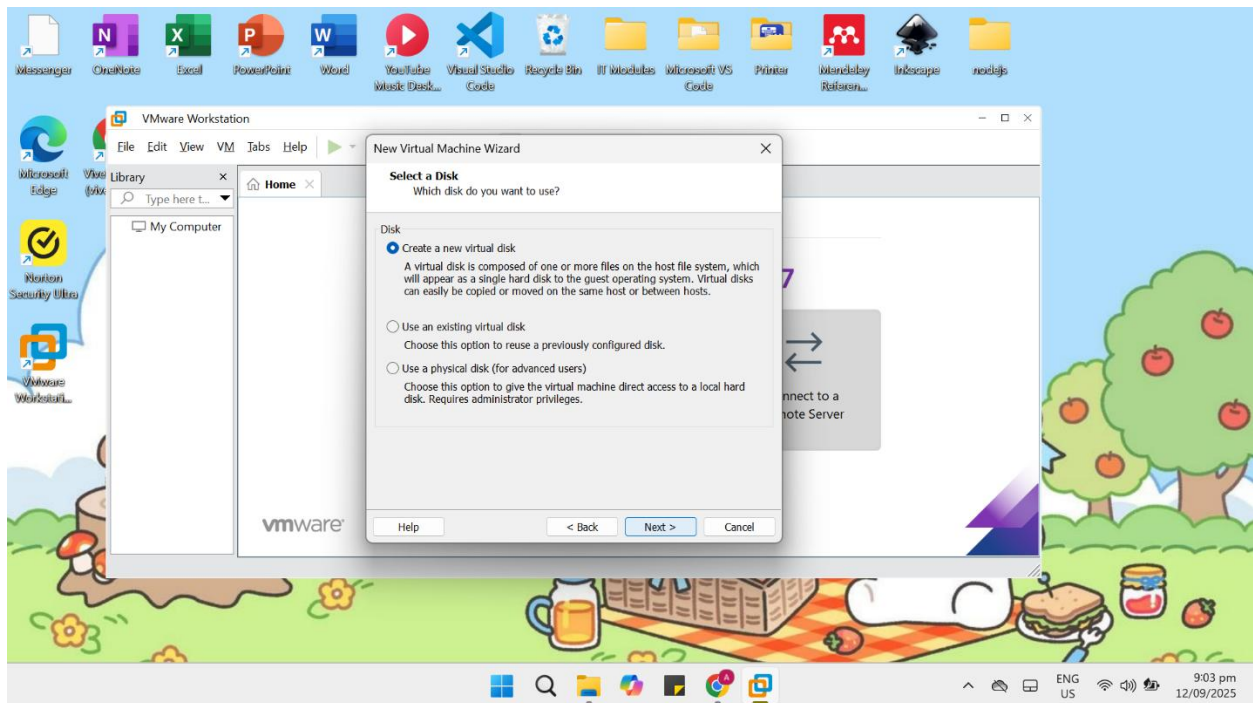 Messenger
OneNote
Excel
PowerPoint
Word
YouTube
Music Desk...
Visual Studio
Code
Recycle Bin
IT Modules
Microsoft VS
Code
Printer
Mendeley
Referen...
Inkscape
nodejs
Microsoft
Edge
Norton
Security Ultra
VMware
Workstati...
VMware Workstation
File Edit View VM Tabs Help
Library
Type here t...
My Computer
Home
New Virtual Machine Wizard
Select a Disk
Which disk do you want to use?
Disk
Create a new virtual disk
A virtual disk is composed of one or more files on the host file system, which
will appear as a single hard disk to the guest operating system. Virtual disks
can easily be copied or moved on the same host or between hosts.
Use an existing virtual disk
Choose this option to reuse a previously configured disk.
Use a physical disk (for advanced users)
Choose this option to give the virtual machine direct access to a local hard
disk. Requires administrator privileges.
Help
< Back
Next >
Cancel
7
nnect to a
note Server
vmware
ENG
US
9:03 pm
12/09/2025